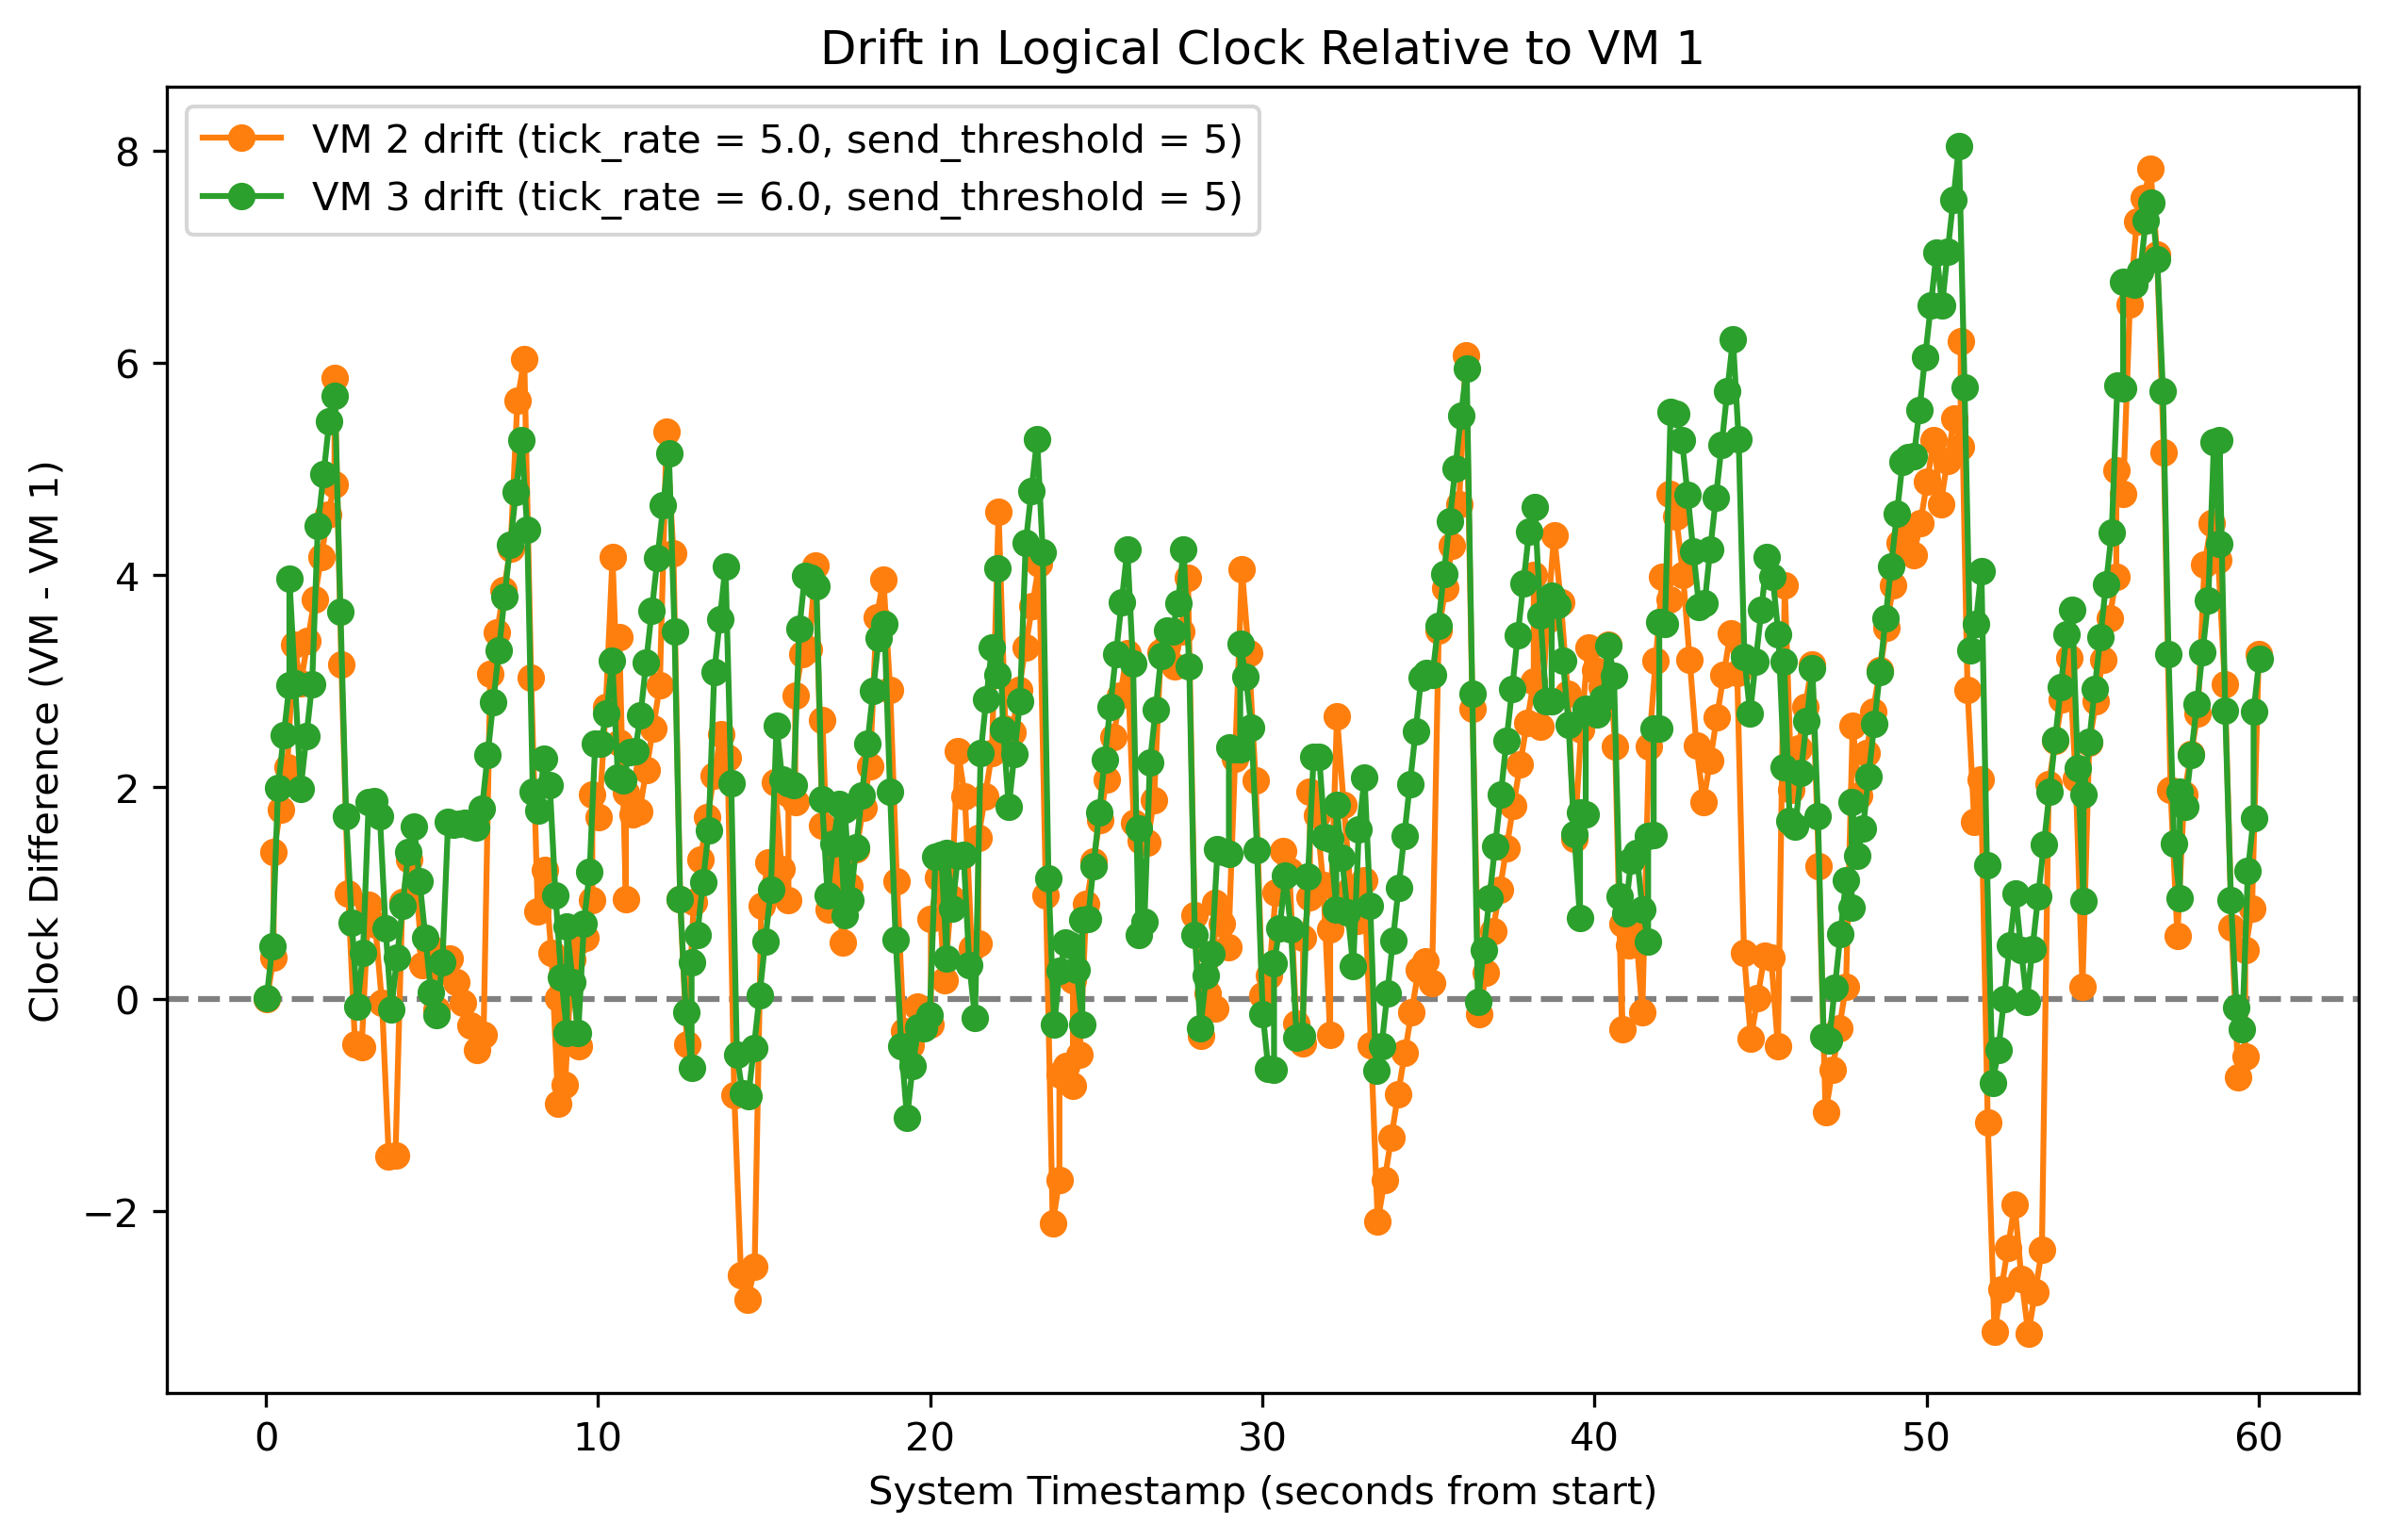 Drift in Logical Clock Relative to VM 1
VM 2 drift (tick_rate = 5.0, send_threshold = 5)
VM 3 drift (tick_rate = 6.0, send_threshold = 5)
Clock Difference (VM - VM 1)
8
6
4
2
0
−2
0 10 20 30 40 50 60
System Timestamp (seconds from start)